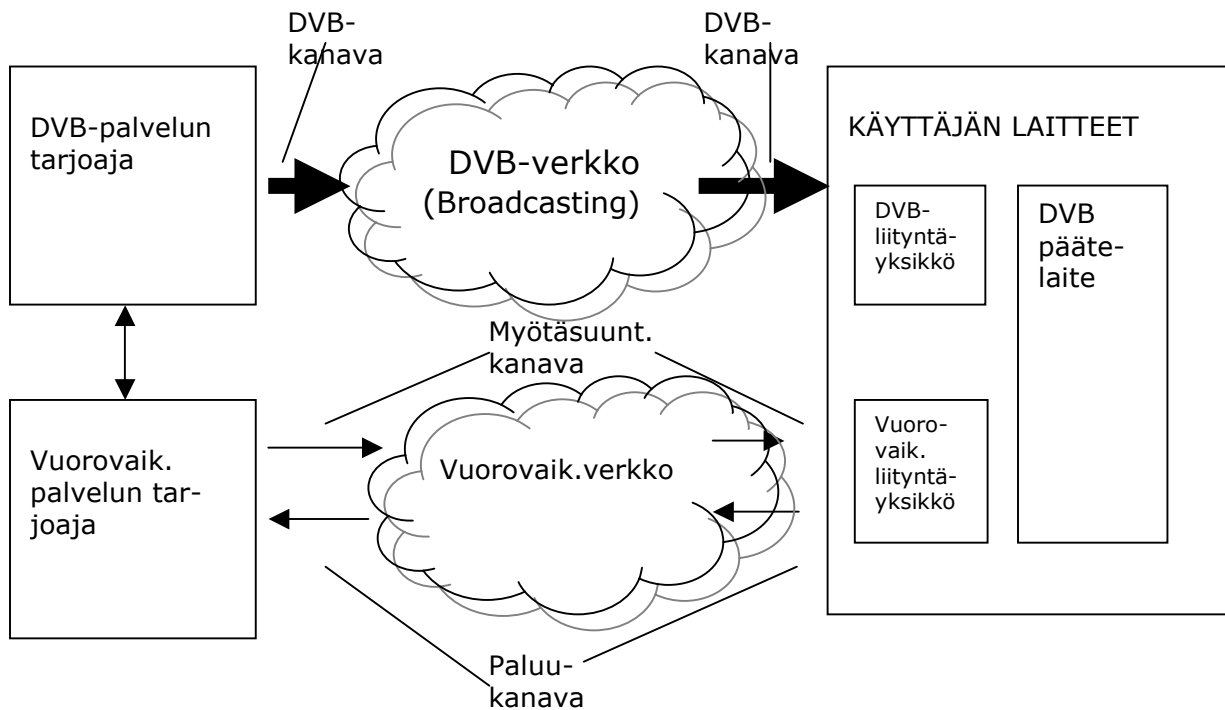 DVB-
kanava
DVB-
kanava
DVB-palvelun
tarjoaja
DVB-verkko
(Broadcasting)
KÄYTTÄJÄN LAITTEET
DVB-
liityntä-
yksikkö
DVB
pääte-
laite
Myötäsuunt.
kanava
Vuorovaik.
palvelun tar-
joaja
Vuorovaik.verkko
Vuoro-
vaik.
liityntä-
yksikkö
Paluu-
kanava